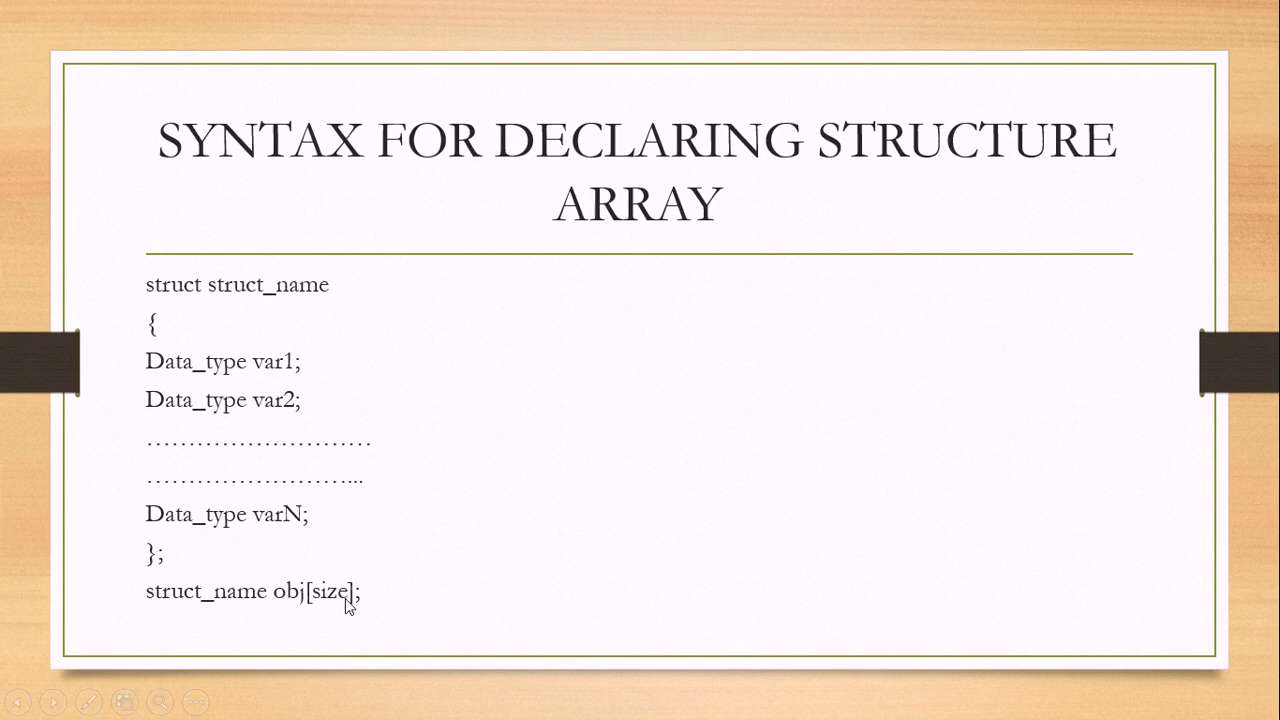 SYNTAX FOR DECLARING STRUCTURE
ARRAY
struct struct_name
{
Data_type var1;
Data_type var2;
………………………
……………………...
Data_type varN;
};
struct_name obj[size];